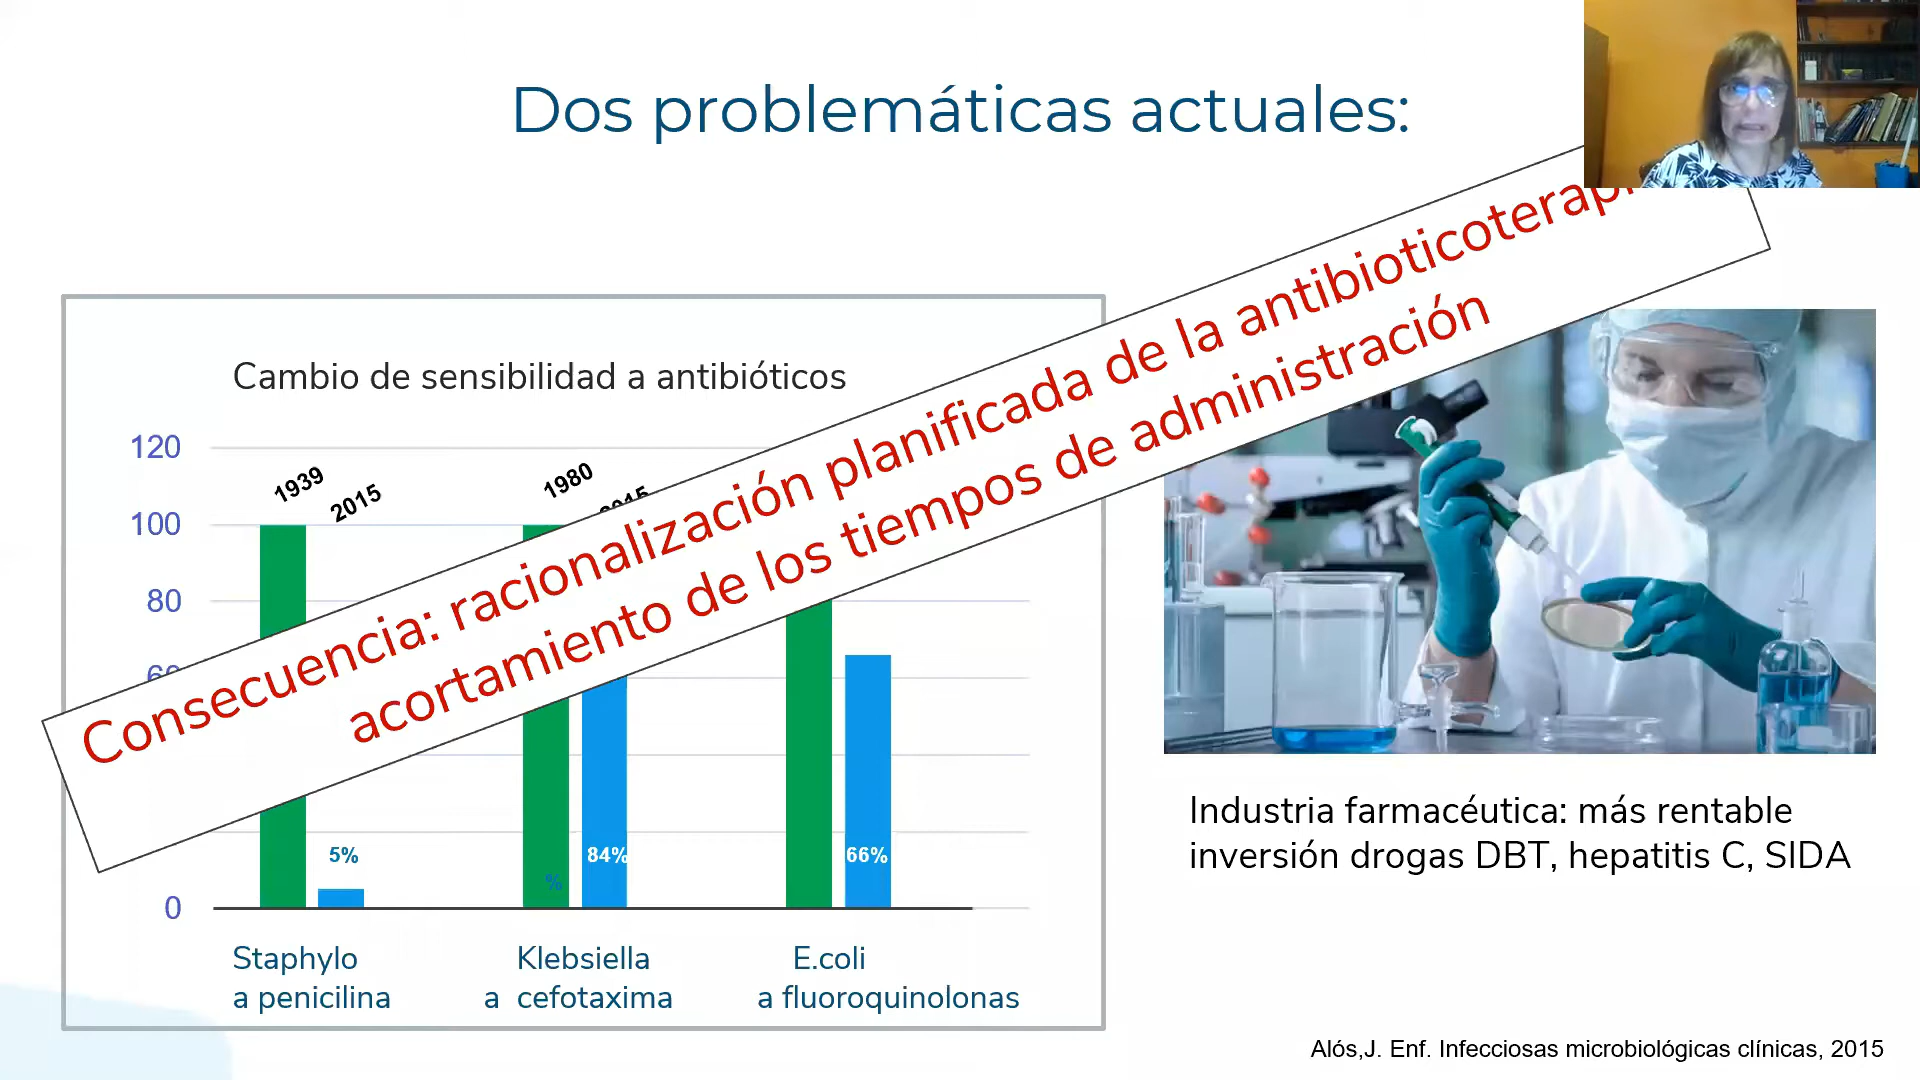 Dos problemáticas actuales:
Consecuencia: racionalización planificada de la
acortamiento de los tiempos de administración
Cambio de sensibilidad a antibióticos
120
100
80
0
1939
2015
1980
5%
%
84%
66%
Staphylo
a penicilina
Klebsiella
a cefotaxima
E.coli
a fluoroquinolonas
Industria farmacéutica: más rentable
inversión drogas DBT, hepatitis C, SIDA
Alós,J. Enf. Infecciosas microbiológicas clínicas, 2015